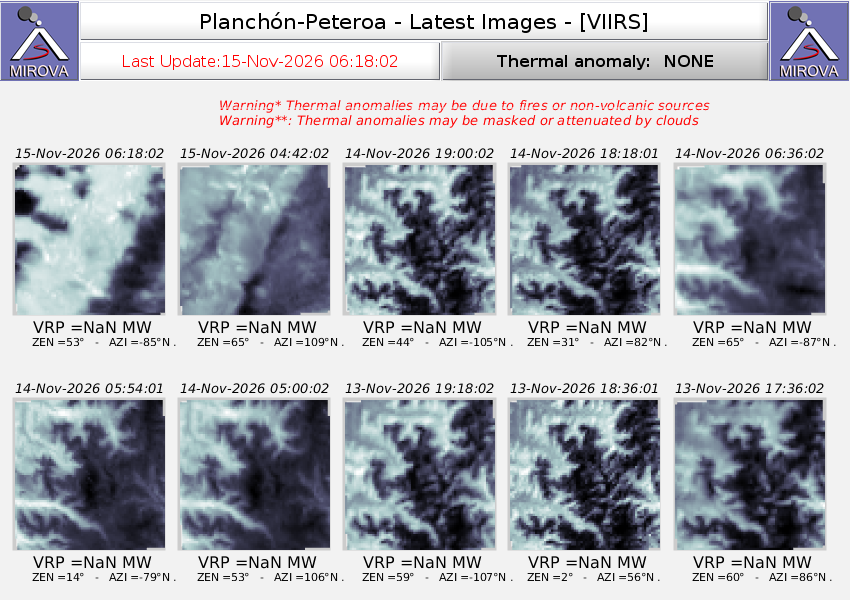 Planchón-Peteroa - Latest Images - [VIIRS]
MIROVA
Last Update:15-Nov-2026 06:18:02
Thermal anomaly: NONE
MIROVA
Warning* Thermal anomalies may be due to fires or non-volcanic sources
Warning**: Thermal anomalies may be masked or attenuated by clouds
15-Nov-2026 06:18:02
15-Nov-2026 04:42:02
14-Nov-2026 19:00:02
14-Nov-2026 18:18:01
14-Nov-2026 06:36:02
VRP =NaN MW
VRP =NaN MW
VRP =NaN MW
VRP =NaN MW
VRP =NaN MW
ZEN =53° - AZI =-85°N .
ZEN =65° - AZI =109°N .
ZEN =44° - AZI =-105°N .
ZEN =31° - AZI =82°N .
ZEN =65° - AZI =-87°N .
14-Nov-2026 05:54:01
14-Nov-2026 05:00:02
13-Nov-2026 19:18:02
13-Nov-2026 18:36:01
13-Nov-2026 17:36:02
VRP =NaN MW
VRP =NaN MW
VRP =NaN MW
VRP =NaN MW
VRP =NaN MW
ZEN =14° - AZI =-79°N .
ZEN =53° - AZI =106°N .
ZEN =59° - AZI =-107°N .
ZEN =2° - AZI =56°N .
ZEN =60° - AZI =86°N .